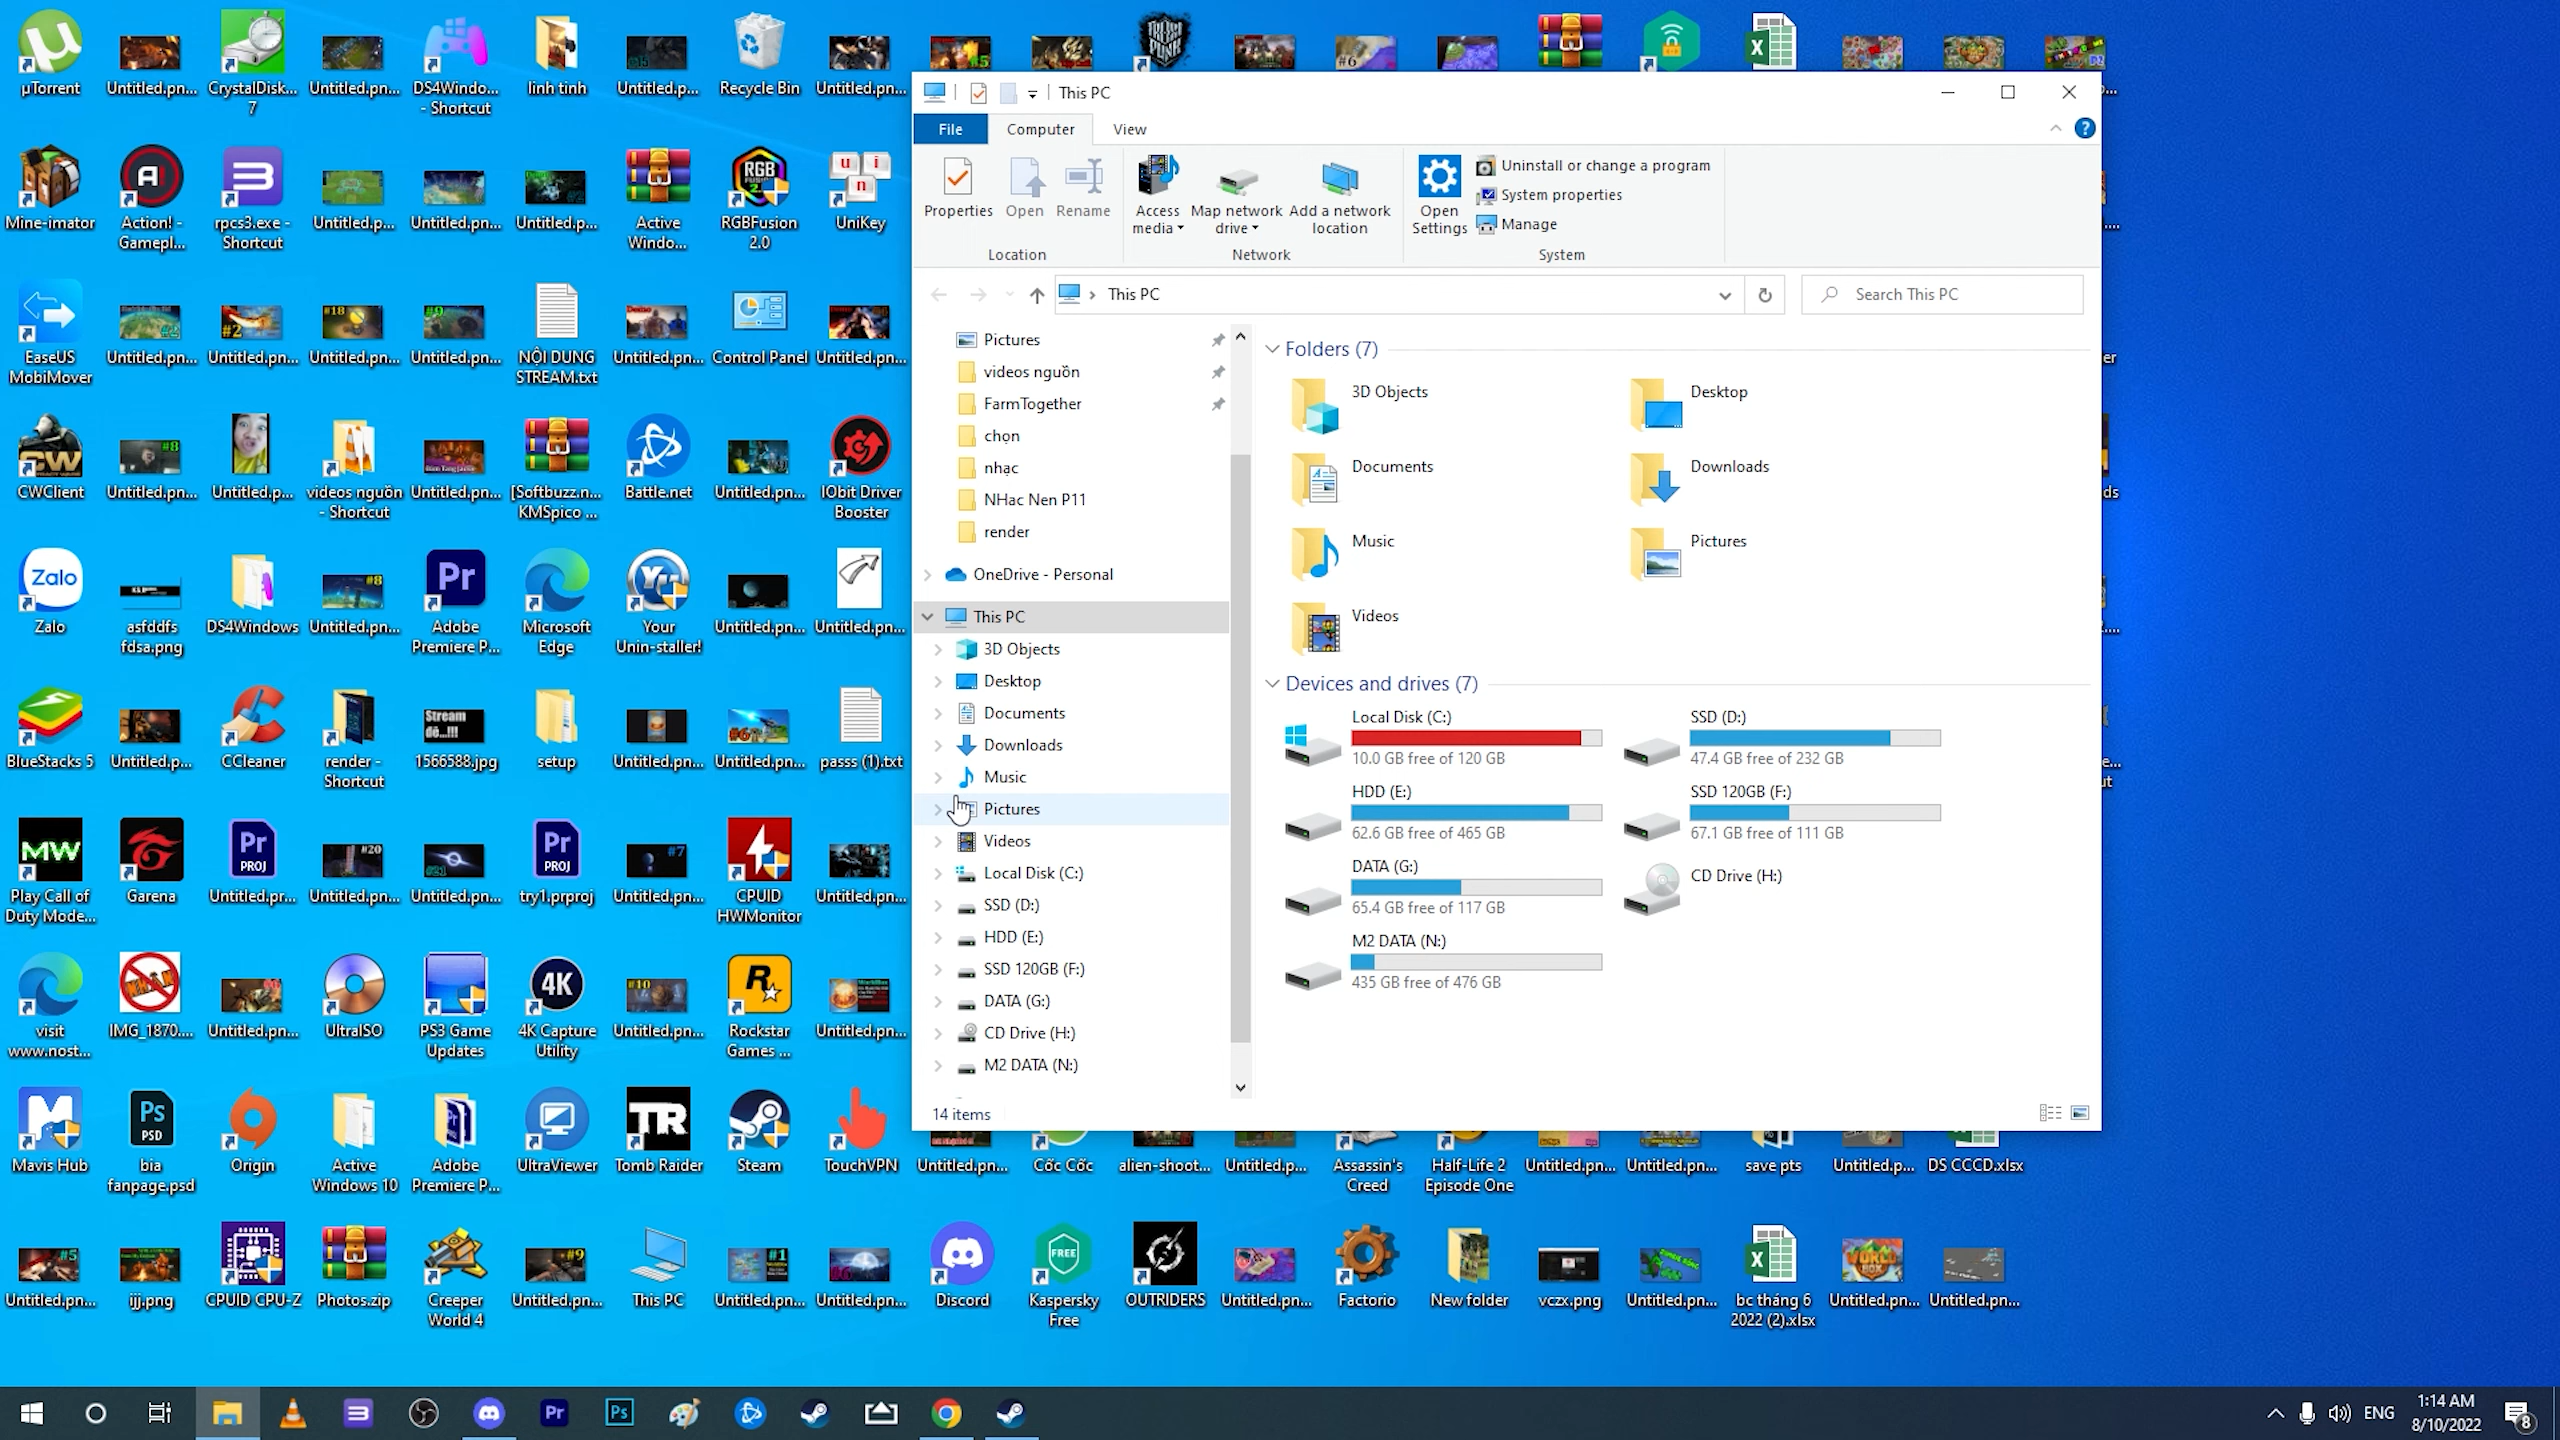 µTorrent
Untitled.pn...
CrystalDisk...
7
Untitled.pn...
DS4Windo...
- Shortcut
linh tinh
Untitled.p...
Recycle Bin
Untitled.pn...
Mine-imator
Action! -
Gamepl...
rpcs3.exe -
Shortcut
Untitled.p...
Untitled.pn...
Untitled.p...
Active
Windo...
RGBFusion
2.0
UniKey
EaseUS
MobiMover
Untitled.pn...
Untitled.pn...
Untitled.pn...
Untitled.pn...
NỘI DUNG
STREAM.txt
Untitled.pn...
Control Panel
Untitled.pn...
CWClient
Untitled.pn...
Untitled.p...
videos nguồn
- Shortcut
Untitled.pn...
[Softbuzz.n...
KMSpico ...
Battle.net
Untitled.pn...
IObit Driver
Booster
Zalo
Zalo
asfddfs
fdsa.png
DS4Windows
Untitled.pn...
Adobe
Premiere P...
Microsoft
Edge
Your
Unin-staller!
Untitled.pn...
Untitled.pn...
BlueStacks 5
Untitled.p...
CCleaner
render -
Shortcut
Stream
đê...!!!
1566588.jpg
setup
Untitled.pn...
Untitled.pn...
passs (1).txt
Play Call of
Duty Mode...
Garena
Untitled.pr...
Untitled.pn...
Untitled.pn...
try1.prproj
Untitled.pn...
CPUID
HWMonitor
Untitled.pn...
visit
www.nost...
IMG_1870....
Untitled.pn...
UltraISO
PS3 Game
Updates
4K Capture
Utility
Untitled.pn...
Rockstar
Games ...
Untitled.pn...
Mavis Hub
bia
fanpage.psd
Origin
Active
Windows 10
Adobe
Premiere P...
UltraViewer
Tomb Raider
Steam
TouchVPN
Untitled.pn...
Cốc Cốc
alien-shoot...
Untitled.p...
Assassin's
Creed
Half-Life 2
Episode One
Untitled.pn...
Untitled.pn...
save pts
Untitled.p...
DS CCCD.xlsx
Untitled.pn...
ijj.png
CPUID CPU-Z
Photos.zip
Creeper
World 4
Untitled.pn...
This PC
Untitled.pn...
Untitled.pn...
Discord
Kaspersky
Free
OUTRIDERS
Untitled.pn...
Factorio
New folder
vczx.png
Untitled.pn...
bc tháng 6
2022 (2).xlsx
Untitled.pn...
Untitled.pn...
This PC
File
Computer
View
Properties
Open
Rename
Access
media
Map network
drive
Add a network
location
Open
Settings
Uninstall or change a program
System properties
Manage
Location
Network
System
This PC
Search This PC
Pictures
videos nguồn
FarmTogether
chọn
nhạc
NHac Nen P11
render
OneDrive - Personal
This PC
3D Objects
Desktop
Documents
Downloads
Music
Pictures
Videos
Local Disk (C:)
SSD (D:)
HDD (E:)
SSD 120GB (F:)
DATA (G:)
CD Drive (H:)
M2 DATA (N:)
Folders (7)
3D Objects
Desktop
Documents
Downloads
Music
Pictures
Videos
Devices and drives (7)
Local Disk (C:)
10.0 GB free of 120 GB
SSD (D:)
47.4 GB free of 232 GB
HDD (E:)
62.6 GB free of 465 GB
SSD 120GB (F:)
67.1 GB free of 111 GB
DATA (G:)
65.4 GB free of 117 GB
CD Drive (H:)
M2 DATA (N:)
435 GB free of 476 GB
14 items
ENG
1:14 AM
8/10/2022
8